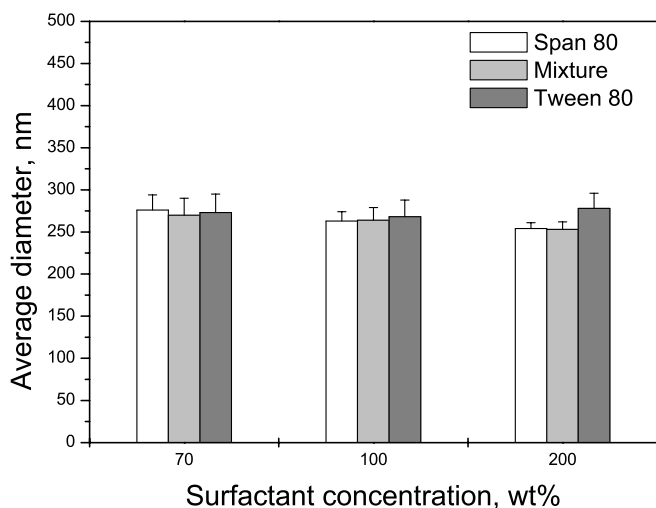 500
450
400
350
300
250
200
150
100
50
0
Average diameter, nm
Span 80
Mixture
Tween 80
70 100 200
Surfactant concentration, wt%